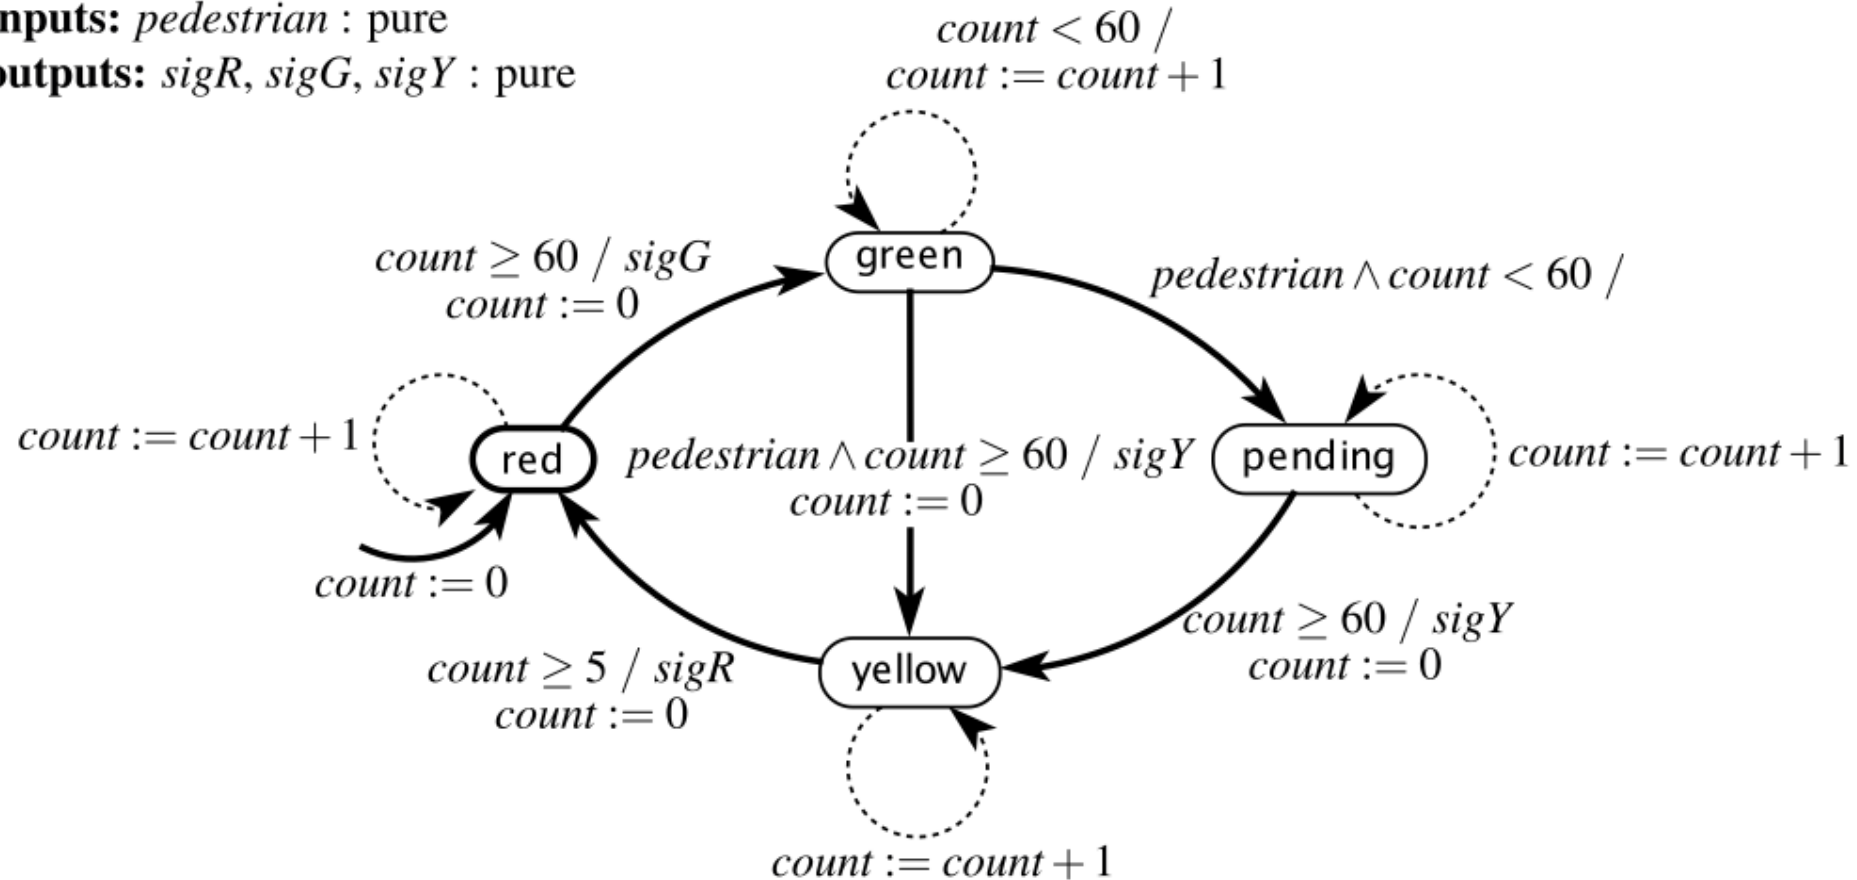 nputs: pedestrian : pure
outputs: sigR, sigG, sigY : pure
count < 60 /
count := count + 1
green
count ≥ 60 / sigG
count := 0
pedestrian ∧ count < 60 /
count := count + 1
red
pedestrian ∧ count ≥ 60 / sigY
count := 0
pending
count := count + 1
count := 0
count ≥ 60 / sigY
count := 0
count ≥ 5 / sigR
count := 0
yellow
count := count + 1